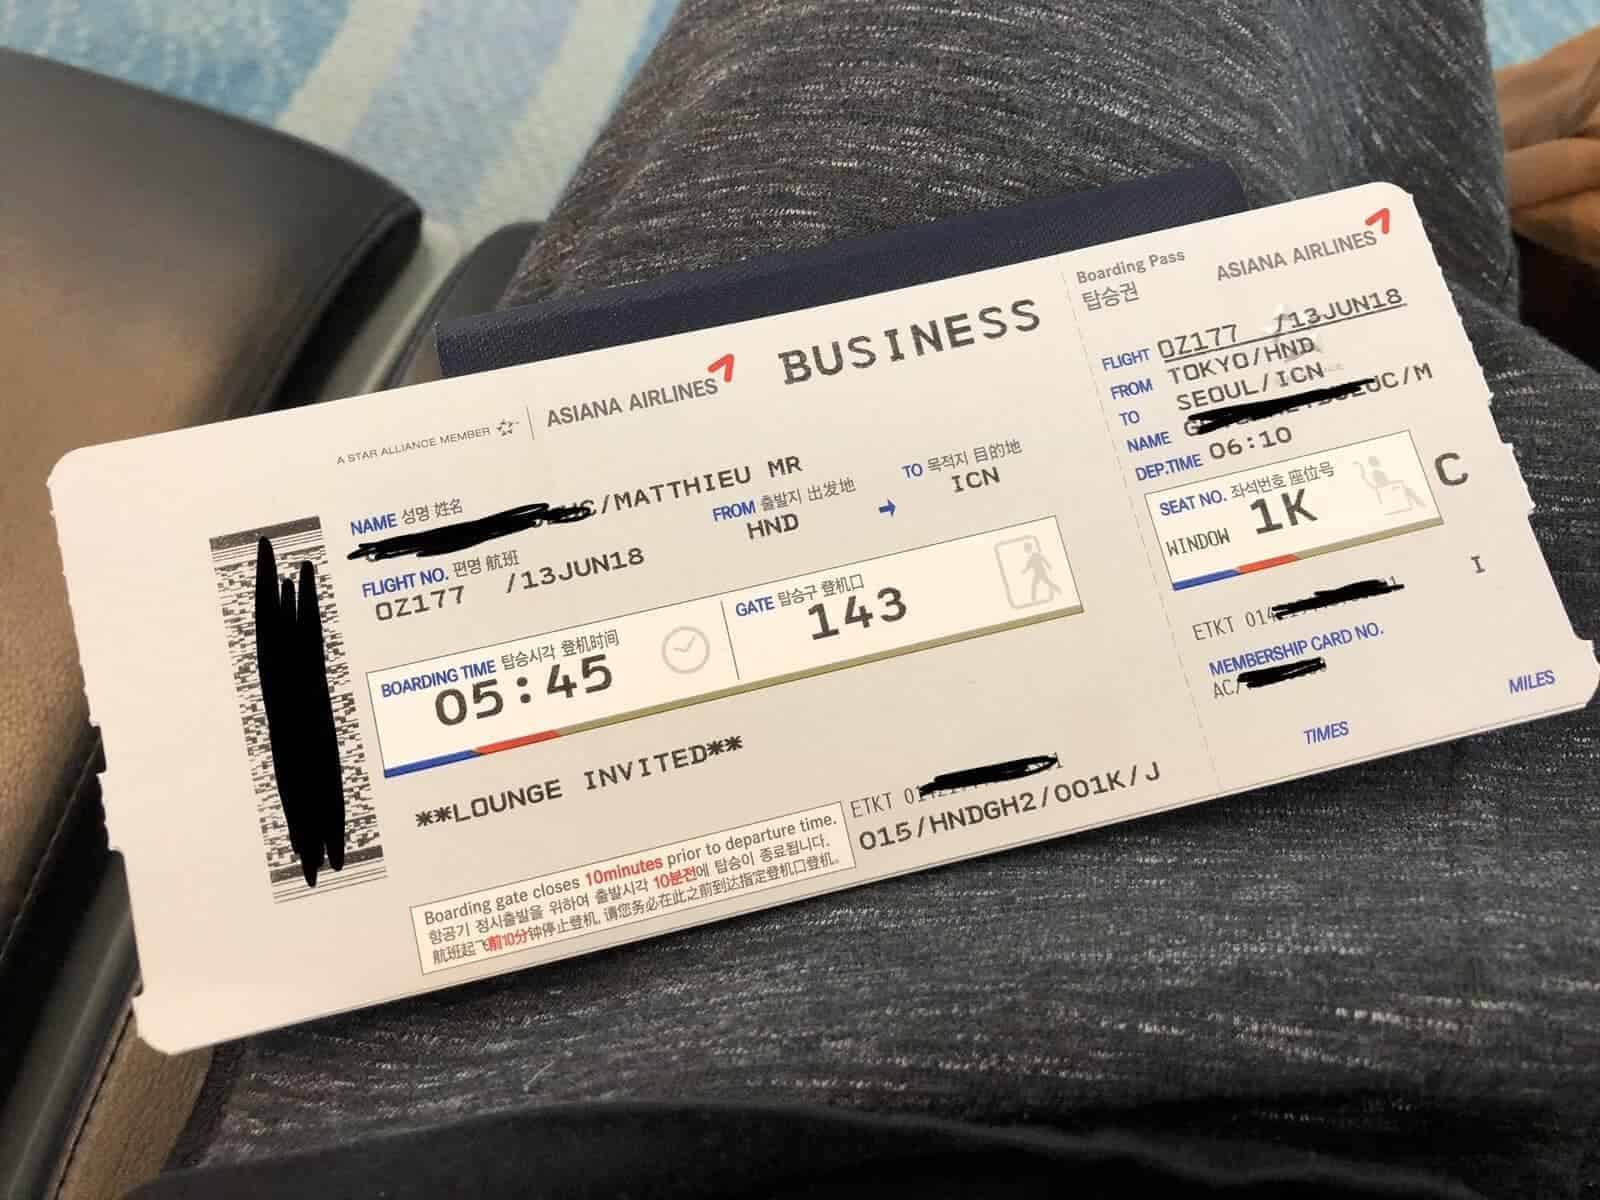 A STAR ALLIANCE MEMBER
ASIANA AIRLINES
BUSINESS
NAME 성명 姓名
/MATTHIEU MR
FROM 출발지 出发地
HND
TO 목적지 目的地
ICN
FLIGHT NO. 편명 航班
OZ177 /13JUN18
BOARDING TIME 탑승시각 登机时间
05:45
GATE 탑승구 登机口
143
**LOUNGE INVITED**
ETKT
015/HNDGH2/001K/J
Boarding gate closes 10minutes prior to departure time.
항공기 정시출발을 위하여 출발시각 10분전에 탑승이 종료됩니다.
航班起飞前10分钟停止登机, 请您务必在此之前到达指定登机口登机。
Boarding Pass
탑승권
ASIANA AIRLINES
FLIGHT OZ177 /13JUN18
FROM TOKYO/HND
TO SEOUL/ICN
NAME C/M
DEP.TIME 06:10
SEAT NO. 좌석번호 座位号
WINDOW 1K
C
I
ETKT 014
MEMBERSHIP CARD NO.
AC/
TIMES
MILES